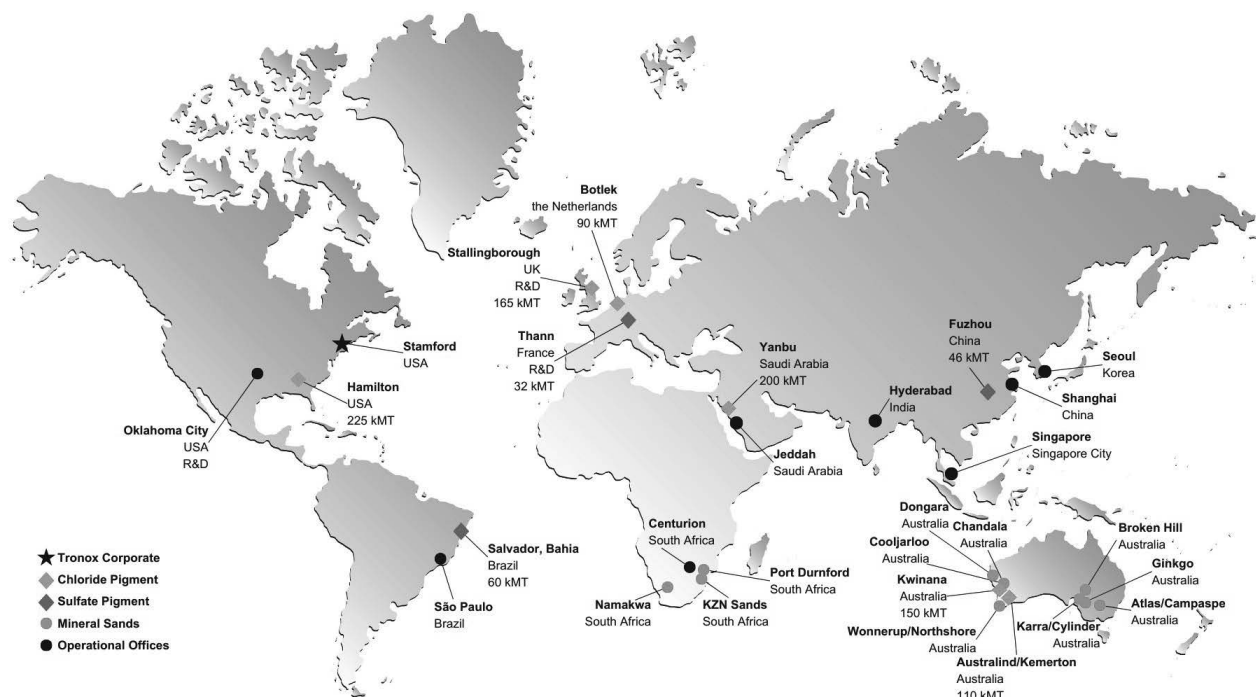 Botlek
the Netherlands
90 kMT
Stallingborough
UK
R&D
165 kMT
Thann
France
R&D
32 kMT
Yanbu
Saudi Arabia
200 kMT
Fuzhou
China
46 kMT
Seoul
Korea
Stamford
USA
Hamilton
USA
225 kMT
Hyderabad
India
Shanghai
China
Oklahoma City
USA
R&D
Jeddah
Saudi Arabia
Singapore
Singapore City
Dongara
Australia
Chandala
Australia
Broken Hill
Australia
Centurion
South Africa
Cooljarloo
Australia
Ginkgo
Australia
Salvador, Bahia
Brazil
60 kMT
Port Durnford
South Africa
Kwinana
Australia
150 kMT
Atlas/Campaspe
Australia
São Paulo
Brazil
Namakwa
South Africa
KZN Sands
South Africa
Karra/Cylinder
Australia
Wonnerup/Northshore
Australia
Australind/Kemerton
Australia
110 kMT
Tronox Corporate
Chloride Pigment
Sulfate Pigment
Mineral Sands
Operational Offices